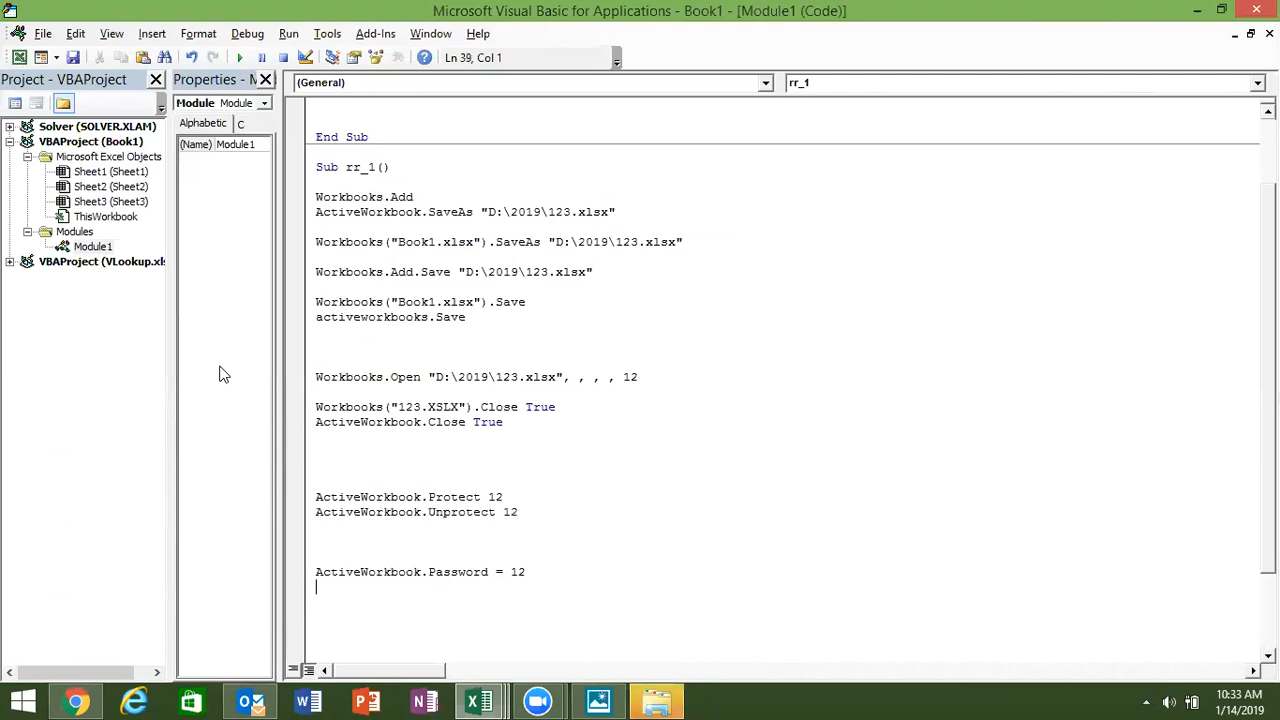 Microsoft Visual Basic for Applications - Book1 - [Module1 (Code)]
File Edit View Insert Format Debug Run Tools Add-Ins Window Help
Ln 39, Col 1
Project - VBAProject
Properties - M
(General)
rr_1
Module Module
Alphabetic C
(Name) Module1
Solver (SOLVER.XLAM)
VBAProject (Book1)
Microsoft Excel Objects
Sheet1 (Sheet1)
Sheet2 (Sheet2)
Sheet3 (Sheet3)
ThisWorkbook
Modules
Module1
VBAProject (VLookup.xls
End Sub
Sub rr_1()
Workbooks.Add
ActiveWorkbook.SaveAs "D:\2019\123.xlsx"
Workbooks("Book1.xlsx").SaveAs "D:\2019\123.xlsx"
Workbooks.Add.Save "D:\2019\123.xlsx"
Workbooks("Book1.xlsx").Save
activeworkbooks.Save
Workbooks.Open "D:\2019\123.xlsx", , , , 12
Workbooks("123.XSLX").Close True
ActiveWorkbook.Close True
ActiveWorkbook.Protect 12
ActiveWorkbook.Unprotect 12
ActiveWorkbook.Password = 12
10:33 AM
1/14/2019